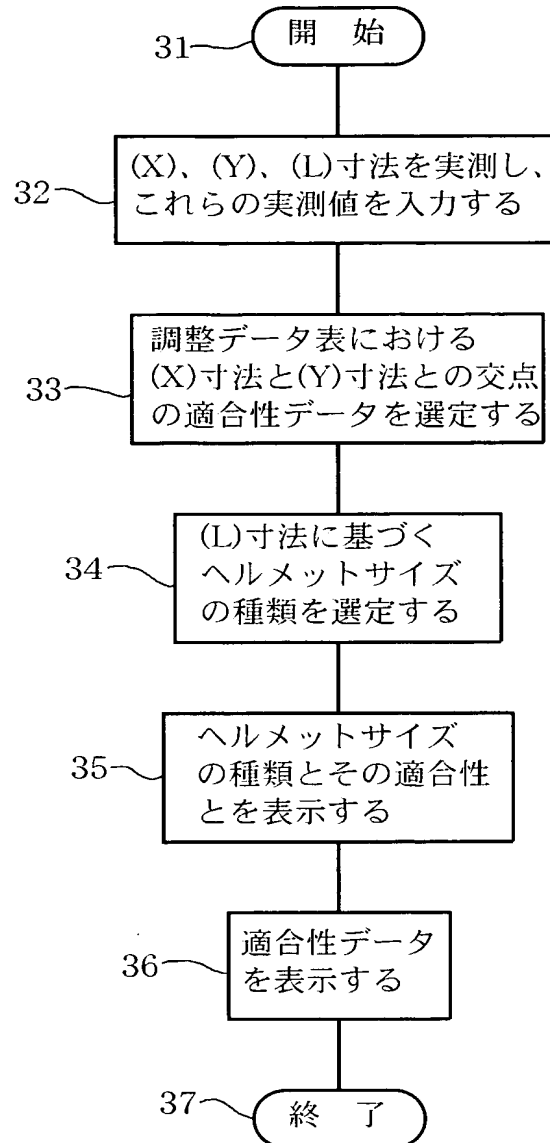 31
開 始
32
(X)、(Y)、(L)寸法を実測し、
これらの実測値を入力する
33
調整データ表における
(X)寸法と(Y)寸法との交点
の適合性データを選定する
34
(L)寸法に基づく
ヘルメットサイズ
の種類を選定する
35
ヘルメットサイズ
の種類とその適合性
とを表示する
36
適合性データ
を表示する
37
終 了